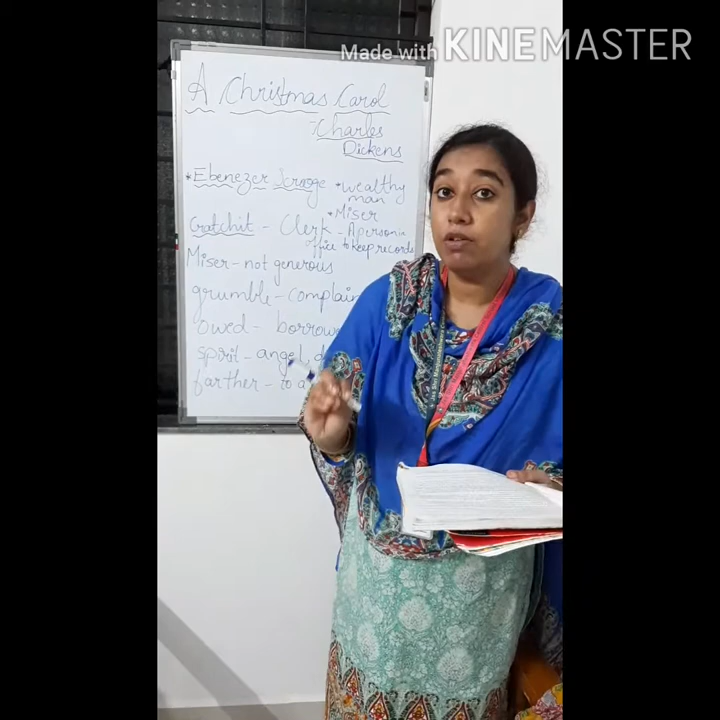 Made with KINEMASTER
A Christmas Carol
- Charles
Dickens
* Ebenezer Scrooge * wealthy
man
* Miser
Cratchit - Clerk - A person in
office to keep records
Miser - not generous
grumble - complain
Owed - borrowe
spirit - angel, d
farther - to a